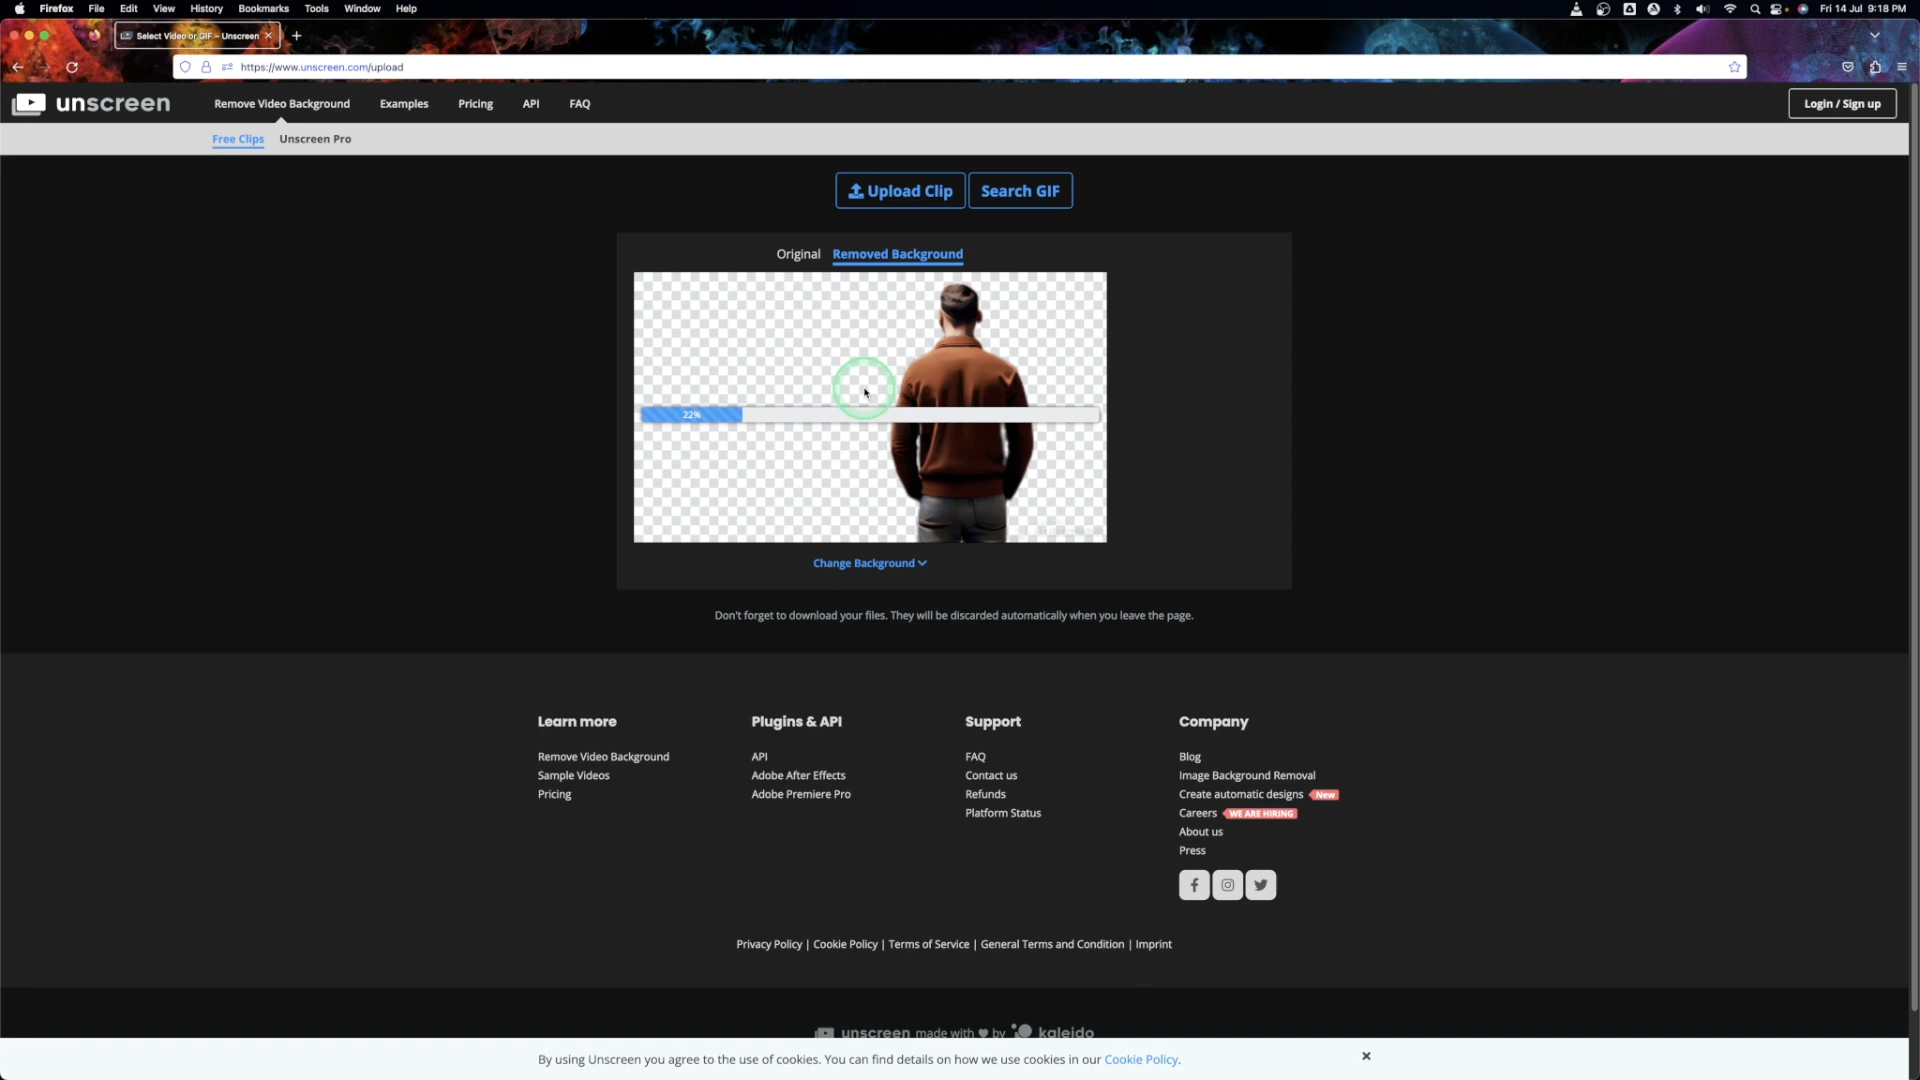 Firefox File Edit View History Bookmarks Tools Window Help Fri 14 Jul 9:18 PM
Select Video or GIF – Unscreen
https://www.unscreen.com/upload
unscreen Remove Video Background Examples Pricing API FAQ Login / Sign up
Free Clips Unscreen Pro
Upload Clip Search GIF
Original Removed Background
22%
Change Background
Don't forget to download your files. They will be discarded automatically when you leave the page.
Learn more
Remove Video Background
Sample Videos
Pricing
Plugins & API
API
Adobe After Effects
Adobe Premiere Pro
Support
FAQ
Contact us
Refunds
Platform Status
Company
Blog
Image Background Removal
Create automatic designs New
Careers WE ARE HIRING
About us
Press
Privacy Policy | Cookie Policy | Terms of Service | General Terms and Condition | Imprint
unscreen made with by kaleido
By using Unscreen you agree to the use of cookies. You can find details on how we use cookies in our Cookie Policy.